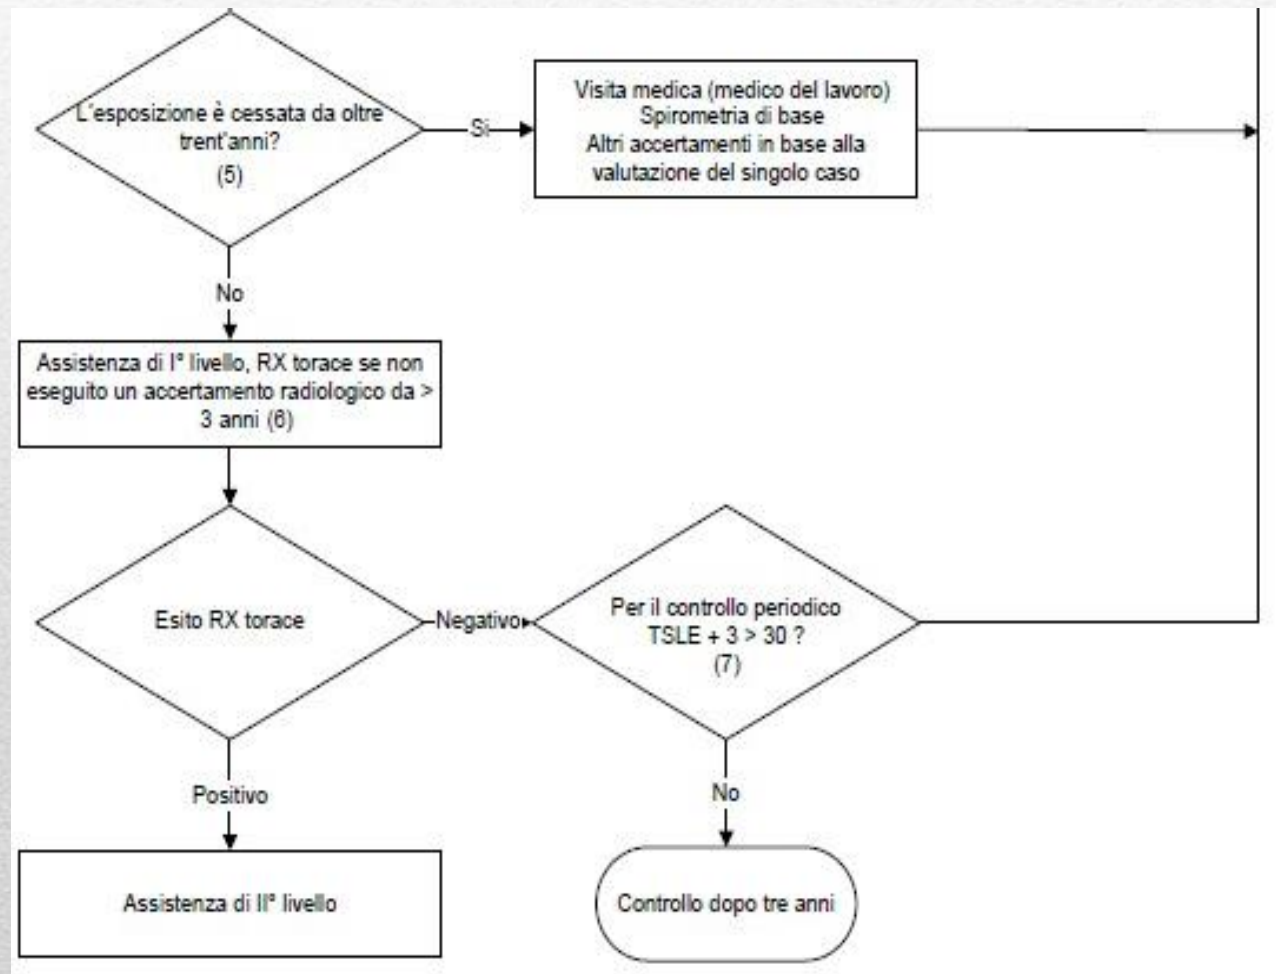 L'esposizione è cessata da oltre
trent'anni?
(5)
Si
Visita medica (medico del lavoro)
Spirometria di base
Altri accertamenti in base alla
valutazione del singolo caso
No
Assistenza di I° livello, RX torace se non
eseguito un accertamento radiologico da >
3 anni (6)
Esito RX torace
Negativo
Per il controllo periodico
TSLE + 3 > 30 ?
(7)
Positivo
No
Assistenza di II° livello
Controllo dopo tre anni